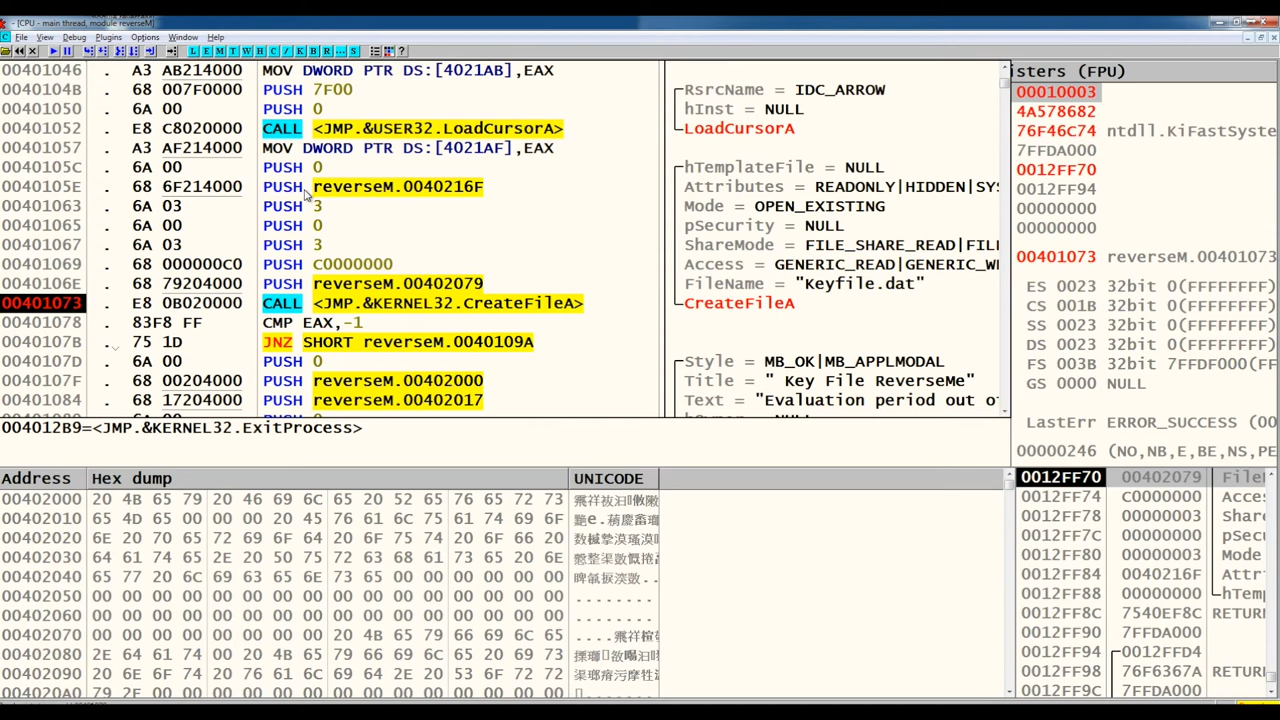 - [CPU - main thread, module reverseM]
File View Debug Plugins Options Window Help
L E M T W H C / K B R ... S ?
00401046 . A3 AB214000 MOV DWORD PTR DS:[4021AB],EAX
0040104B . 68 007F0000 PUSH 7F00 RsrcName = IDC_ARROW
00401050 . 6A 00 PUSH 0 hInst = NULL
00401052 . E8 C8020000 CALL <JMP.&USER32.LoadCursorA> LoadCursorA
00401057 . A3 AF214000 MOV DWORD PTR DS:[4021AF],EAX
0040105C . 6A 00 PUSH 0 hTemplateFile = NULL
0040105E . 68 6F214000 PUSH reverseM.0040216F Attributes = READONLY|HIDDEN|SY
00401063 . 6A 03 PUSH 3 Mode = OPEN_EXISTING
00401065 . 6A 00 PUSH 0 pSecurity = NULL
00401067 . 6A 03 PUSH 3 ShareMode = FILE_SHARE_READ|FIL
00401069 . 68 000000C0 PUSH C0000000 Access = GENERIC_READ|GENERIC_W
0040106E . 68 79204000 PUSH reverseM.00402079 FileName = "Keyfile.dat"
00401073 . E8 0B020000 CALL <JMP.&KERNEL32.CreateFileA> CreateFileA
00401078 . 83F8 FF CMP EAX,-1
0040107B . 75 1D JNZ SHORT reverseM.0040109A
0040107D . 6A 00 PUSH 0 Style = MB_OK|MB_APPLMODAL
0040107F . 68 00204000 PUSH reverseM.00402000 Title = " Key File ReverseMe"
00401084 . 68 17204000 PUSH reverseM.00402017 Text = "Evaluation period out o
004012B9=<JMP.&KERNEL32.ExitProcess>
isters (FPU)
00010003
4A578682
76F46C74 ntdll.KiFastSyste
7FFDA000
0012FF70
0012FF94
00000000
00000000
00401073 reverseM.00401073
ES 0023 32bit 0(FFFFFFFF)
CS 001B 32bit 0(FFFFFFFF)
SS 0023 32bit 0(FFFFFFFF)
DS 0023 32bit 0(FFFFFFFF)
FS 003B 32bit 7FFDF000(FFF
GS 0000 NULL
LastErr ERROR_SUCCESS (00
00000246 (NO,NB,E,BE,NS,PE
Address Hex dump UNICODE
00402000 20 4B 65 79 20 46 69 6C 65 20 52 65 76 65 72 73
00402010 65 4D 65 00 00 00 20 45 76 61 6C 75 61 74 69 6F
00402020 6E 20 70 65 72 69 6F 64 20 6F 75 74 20 6F 66 20
00402030 64 61 74 65 2E 20 50 75 72 63 68 61 73 65 20 6E
00402040 65 77 20 6C 69 63 65 6E 73 65 00 00 00 00 00 00
00402050 00 00 00 00 00 00 00 00 00 00 00 00 00 00 00 00 ........
00402060 00 00 00 00 00 00 00 00 00 00 00 00 00 00 00 00 ........
00402070 00 00 00 00 00 00 00 00 20 4B 65 79 66 69 6C 65
00402080 2E 64 61 74 00 20 4B 65 79 66 69 6C 65 20 69 73
00402090 20 6E 6F 74 20 76 61 6C 69 64 2E 20 53 6F 72 72
004020A0 79 2E 00 00 00 00 00 00 00 00 00 00 00 00 00 00
0012FF70 00402079 File
0012FF74 C0000000 Acces
0012FF78 00000003 Share
0012FF7C 00000000 pSecu
0012FF80 00000003 Mode
0012FF84 0040216F Attr
0012FF88 00000000 hTemp
0012FF8C 7540EF8C RETUR
0012FF90 7FFDA000
0012FF94 0012FFD4
0012FF98 76F6367A RETUR
0012FF9C 7FFDA000